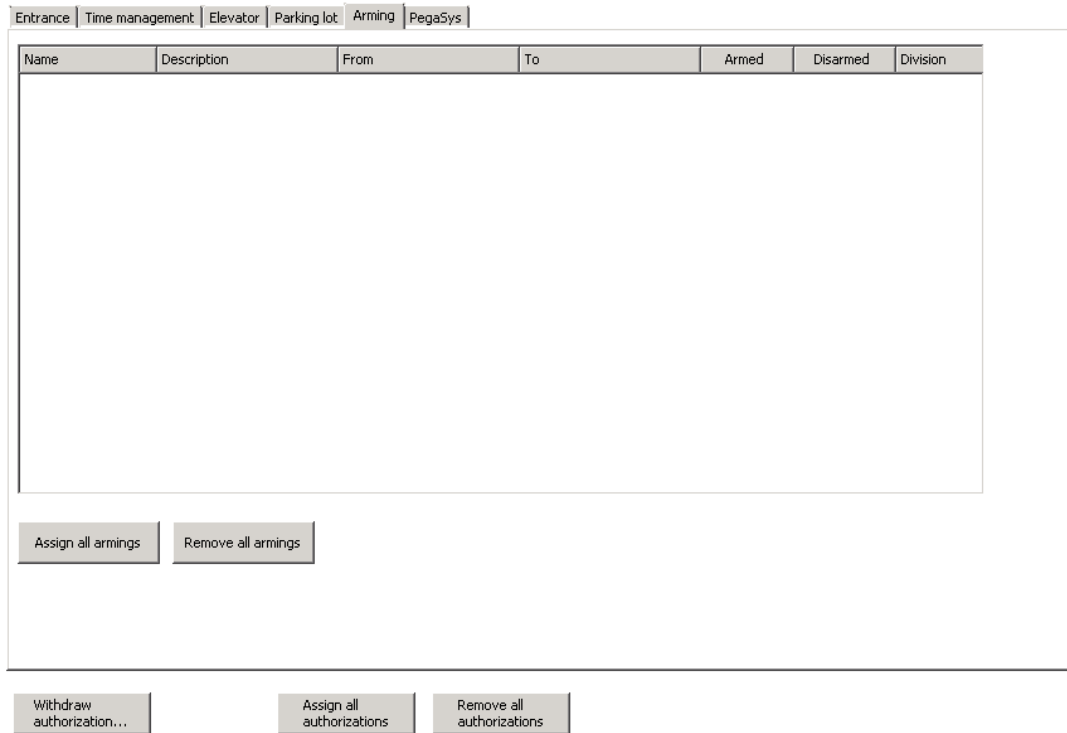 Entrance Time management Elevator Parking lot Arming PegaSys
Name Description From To Armed Disarmed Division
Assign all armings Remove all armings
Withdraw authorization... Assign all authorizations Remove all authorizations